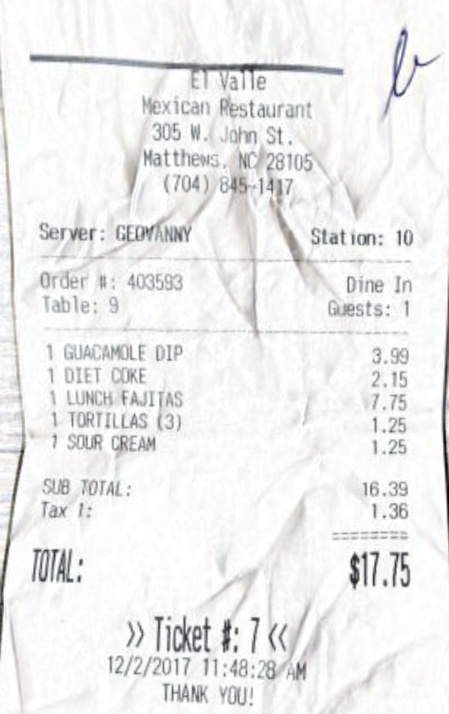 El Valle
Mexican Restaurant
305 W. John St.
Matthews, NC 28105
(704) 845-1417
Server: GEOVANNY Station: 10
Order #: 403593 Dine In
Table: 9 Guests: 1
1 GUACAMOLE DIP 3.99
1 DIET COKE 2.15
1 LUNCH FAJITAS 7.75
1 TORTILLAS (3) 1.25
1 SOUR CREAM 1.25
SUB TOTAL: 16.39
Tax 1: 1.36
========
TOTAL: $17.75
>> Ticket #: 7 <<
12/2/2017 11:48:28 AM
THANK YOU!